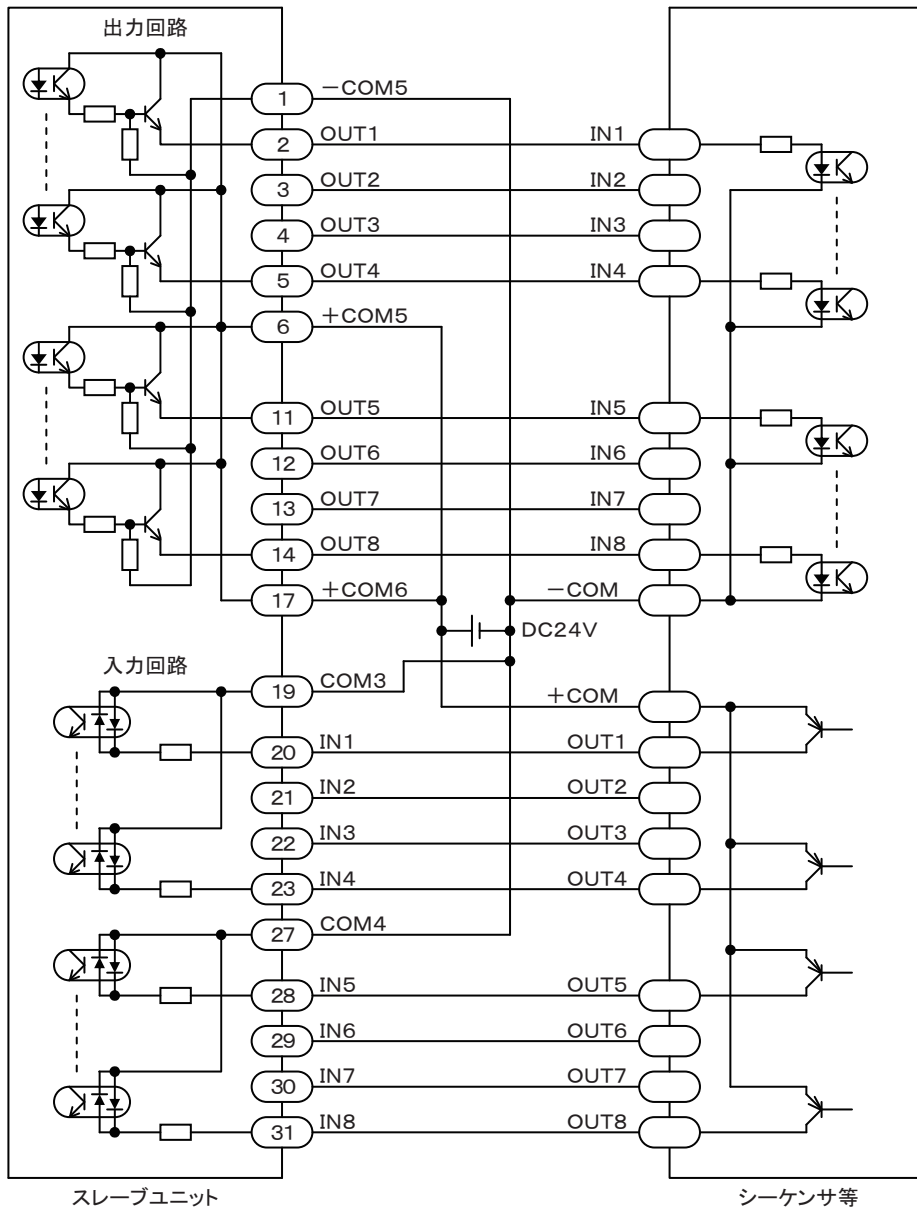 出力回路
1 －COM5
2 OUT1 IN1
3 OUT2 IN2
4 OUT3 IN3
5 OUT4 IN4
6 ＋COM5
11 OUT5 IN5
12 OUT6 IN6
13 OUT7 IN7
14 OUT8 IN8
17 ＋COM6 －COM
DC24V
入力回路
19 COM3 ＋COM
20 IN1 OUT1
21 IN2 OUT2
22 IN3 OUT3
23 IN4 OUT4
27 COM4
28 IN5 OUT5
29 IN6 OUT6
30 IN7 OUT7
31 IN8 OUT8
スレーブユニット シーケンサ等